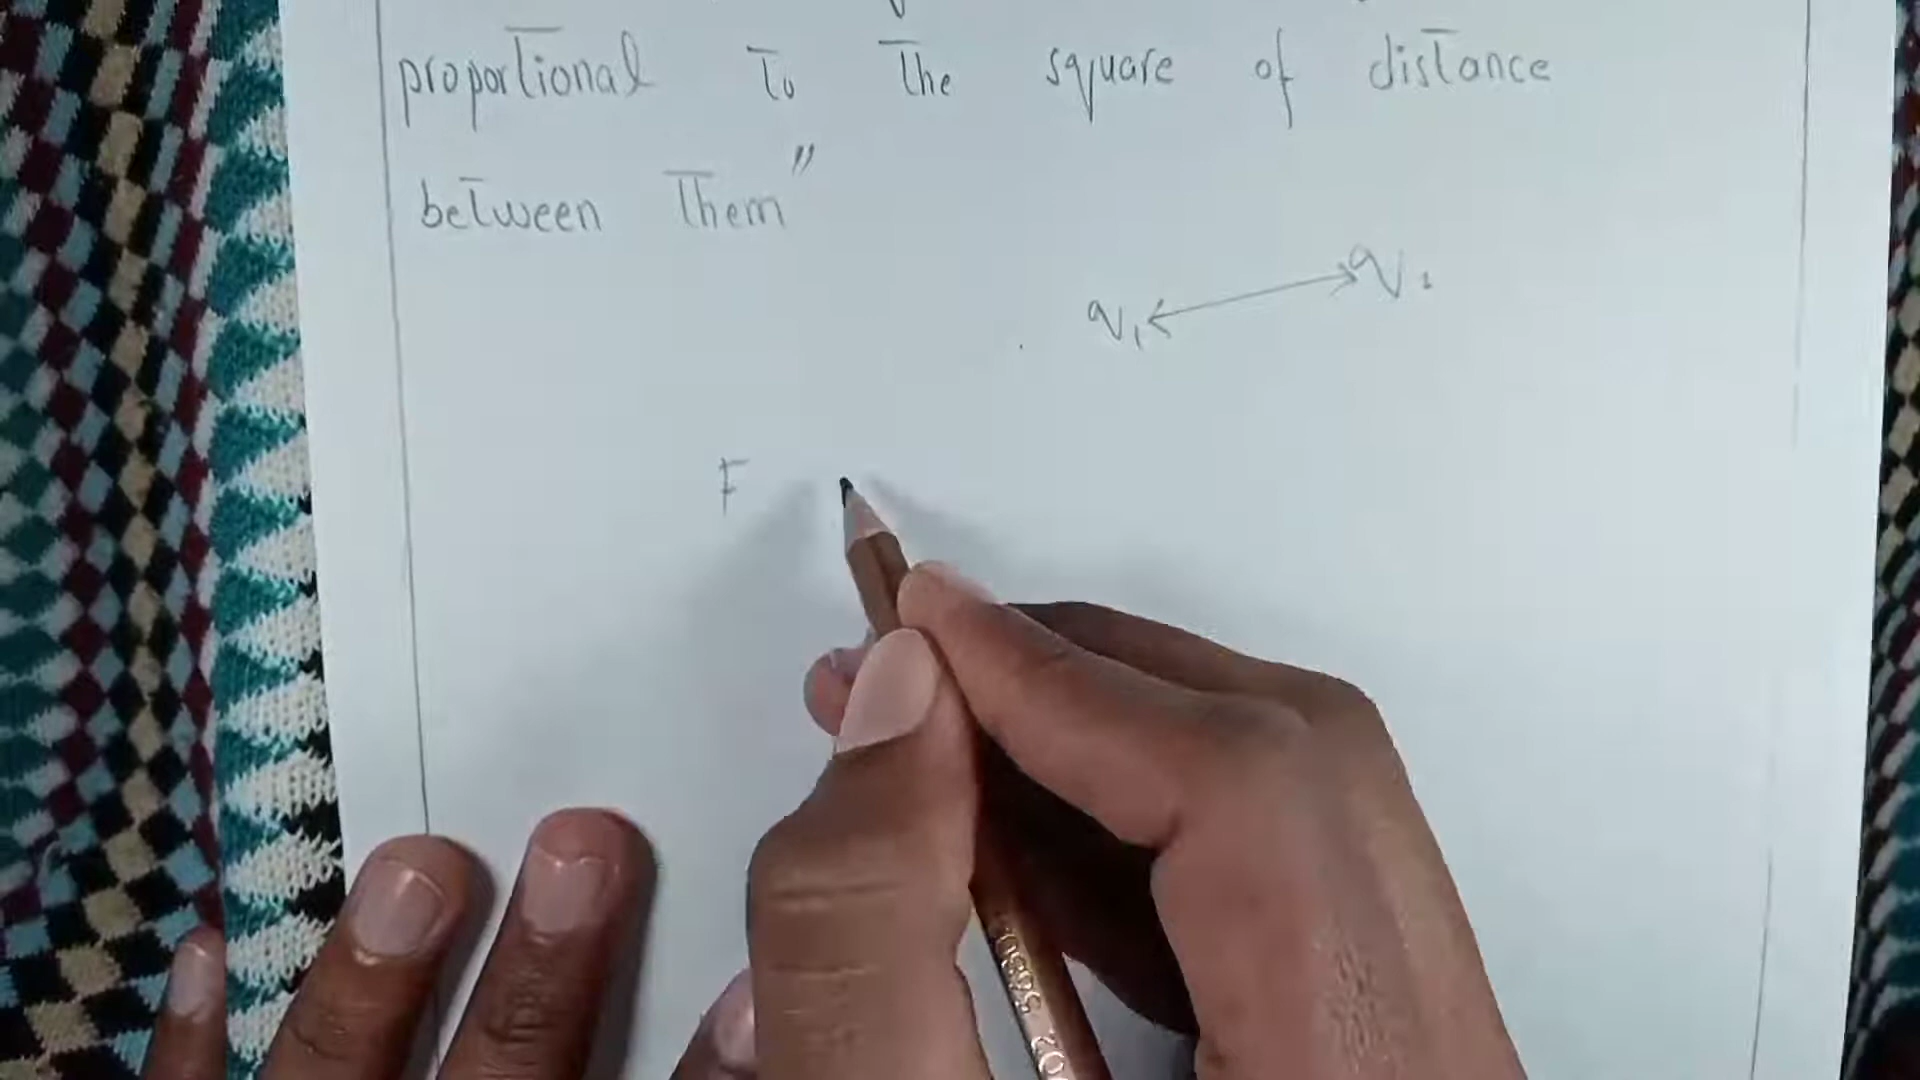 proportional to the square of distance
between them"
q1 q2
F